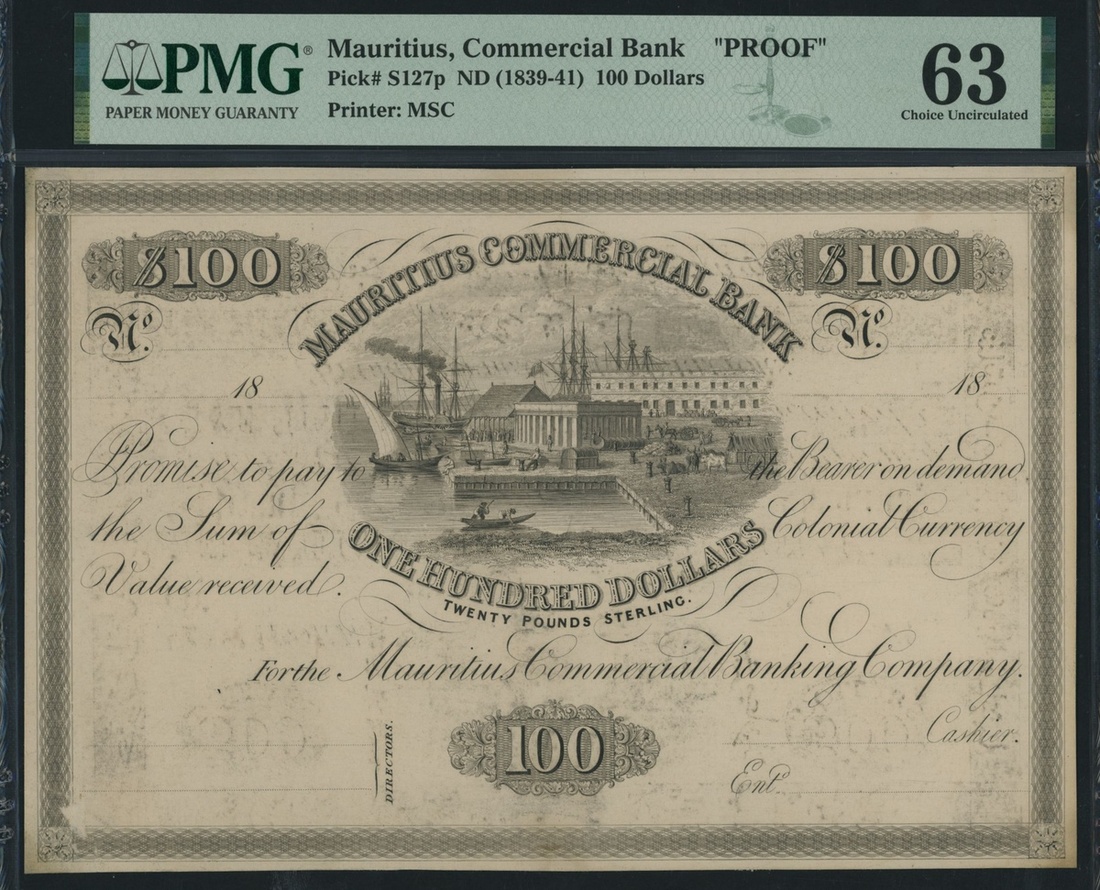 PMG®
PAPER MONEY GUARANTY
Mauritius, Commercial Bank "PROOF"
Pick# S127p ND (1839-41) 100 Dollars
Printer: MSC
63
Choice Uncirculated
$100
MAURITIUS COMMERCIAL BANK
$100
No.
No.
18
18
Promise to pay to the Bearer on demand
the Sum of ONE HUNDRED DOLLARS Colonial Currency
Value received.
TWENTY POUNDS STERLING.
For the Mauritius Commercial Banking Company.
DIRECTORS.
100
Cashier.
Ent.